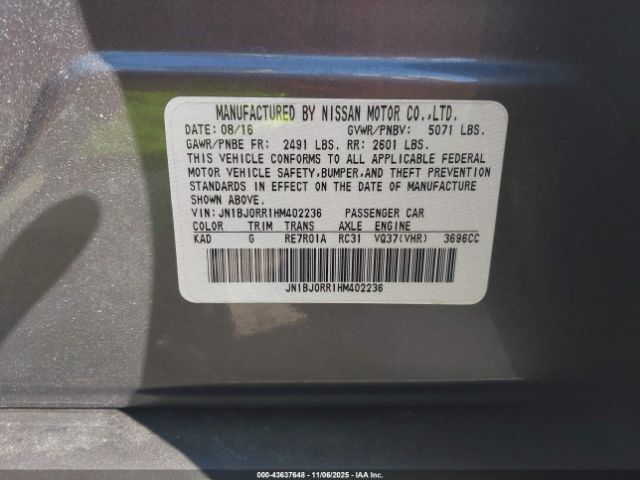 MANUFACTURED BY NISSAN MOTOR CO.,LTD.
DATE: 08/16 GVWR/PNBV: 5071 LBS.
GAWR/PNBE FR: 2491 LBS. RR: 2601 LBS.
THIS VEHICLE CONFORMS TO ALL APPLICABLE FEDERAL
MOTOR VEHICLE SAFETY,BUMPER,AND THEFT PREVENTION
STANDARDS IN EFFECT ON THE DATE OF MANUFACTURE
SHOWN ABOVE.
VIN: JN1BJ0RR1HM402236 PASSENGER CAR
COLOR TRIM TRANS AXLE ENGINE
KAD G RE7R01A RC31 VQ37(VHR) 3696CC
JN1BJ0RR1HM402236
000-43637648 - 11/06/2025 - IAA Inc.